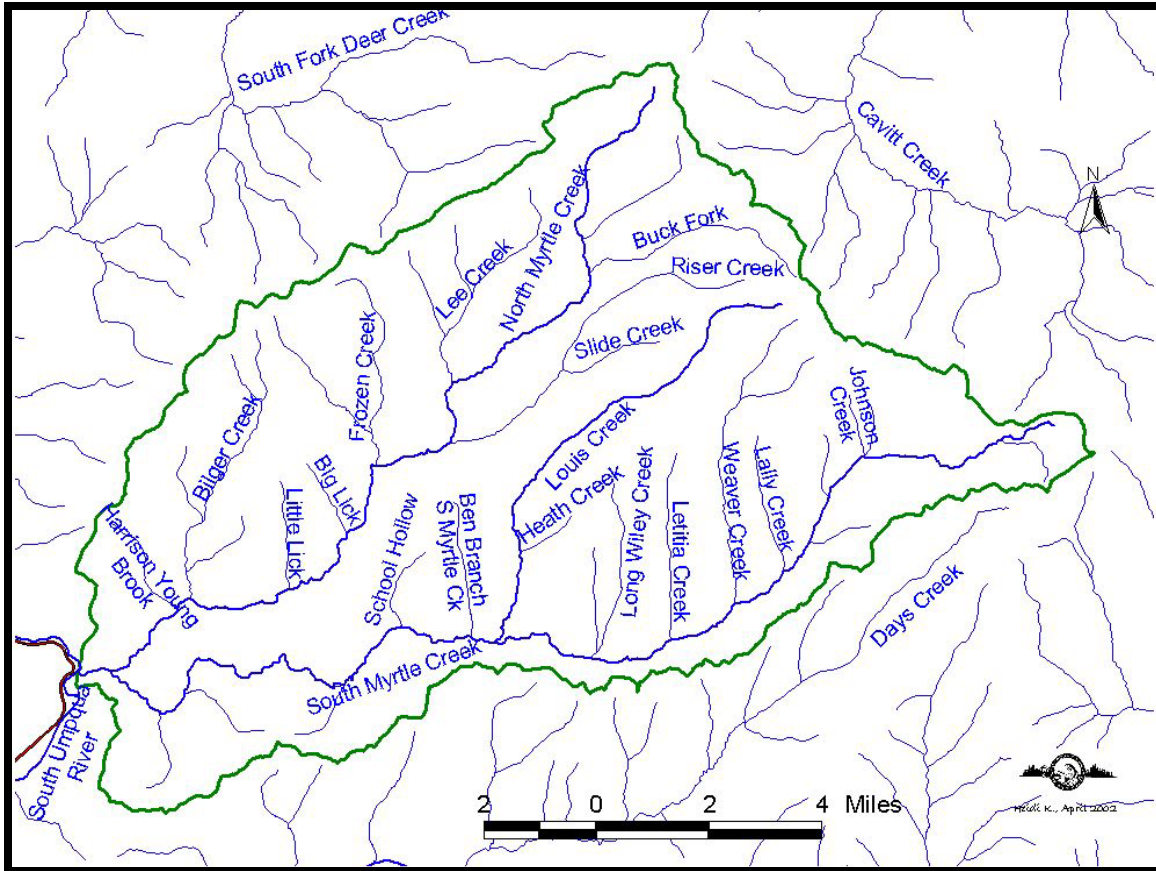 South Fork Deer Creek
Cavitt Creek
N
North Myrtle Creek
Buck Fork
Lee Creek
Riser Creek
Slide Creek
Frozen Creek
Johnson
Creek
Bilger Creek
Louis Creek
Big Lick
Little Lick
Heath Creek
Long Wiley Creek
Letitia Creek
Weaver Creek
Lally Creek
School Hollow
Ben Branch
S Myrtle Ck
Harrison Young
Brook
Days Creek
South Myrtle Creek
South Umpqua
River
2 0 2 4 Miles
Heidi K., April 2002